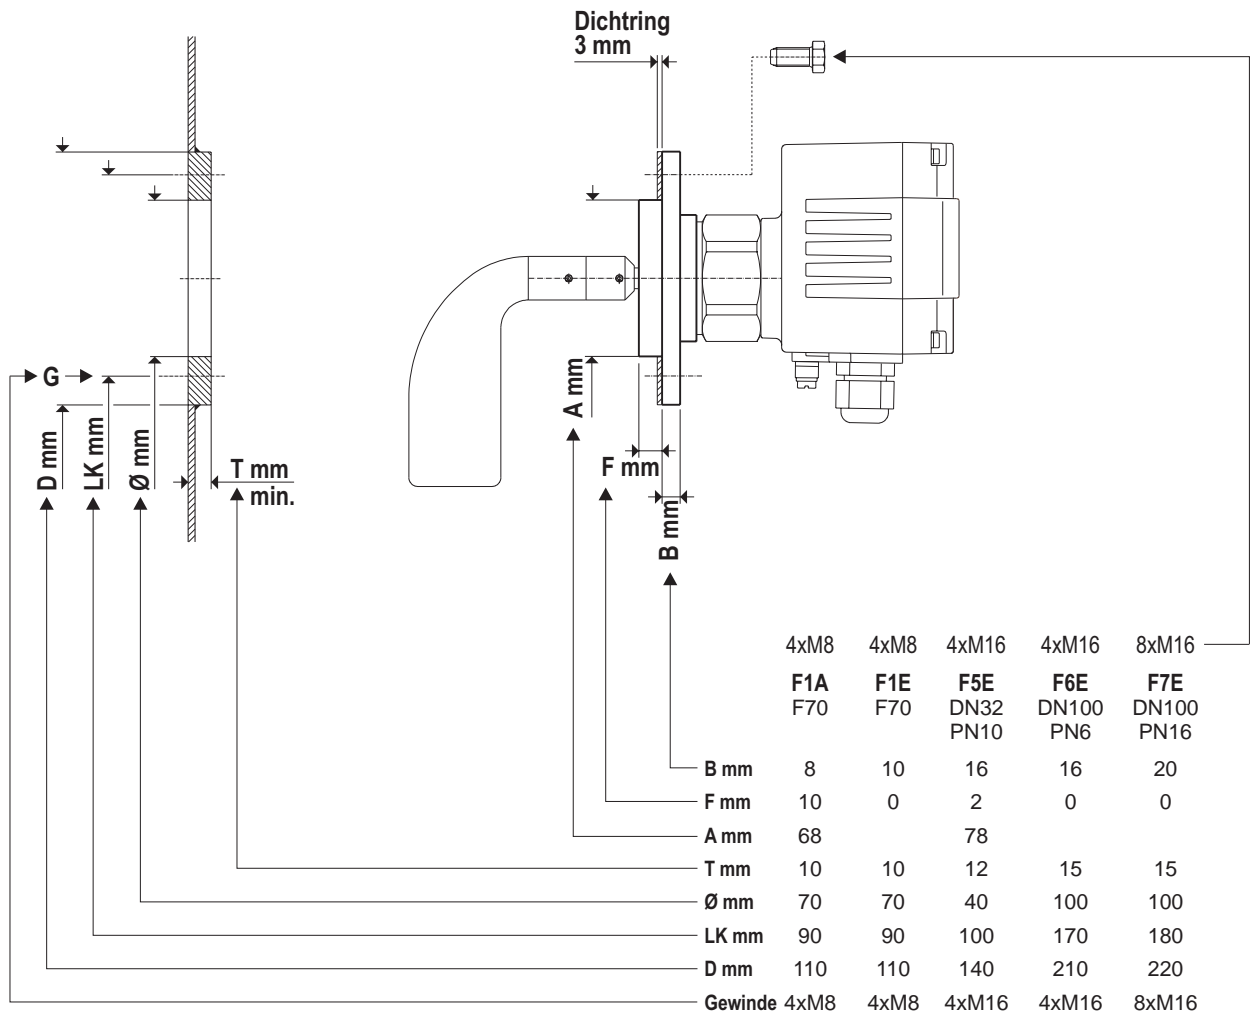 Dichtring
3 mm
G
D mm
LK mm
Ø mm
T mm
min.
A mm
F mm
B mm
4xM8 4xM8 4xM16 4xM16 8xM16
F1A F1E F5E F6E F7E
F70 F70 DN32 DN100 DN100
PN10 PN6 PN16
B mm 8 10 16 16 20
F mm 10 0 2 0 0
A mm 68 78
T mm 10 10 12 15 15
Ø mm 70 70 40 100 100
LK mm 90 90 100 170 180
D mm 110 110 140 210 220
Gewinde 4xM8 4xM8 4xM16 4xM16 8xM16